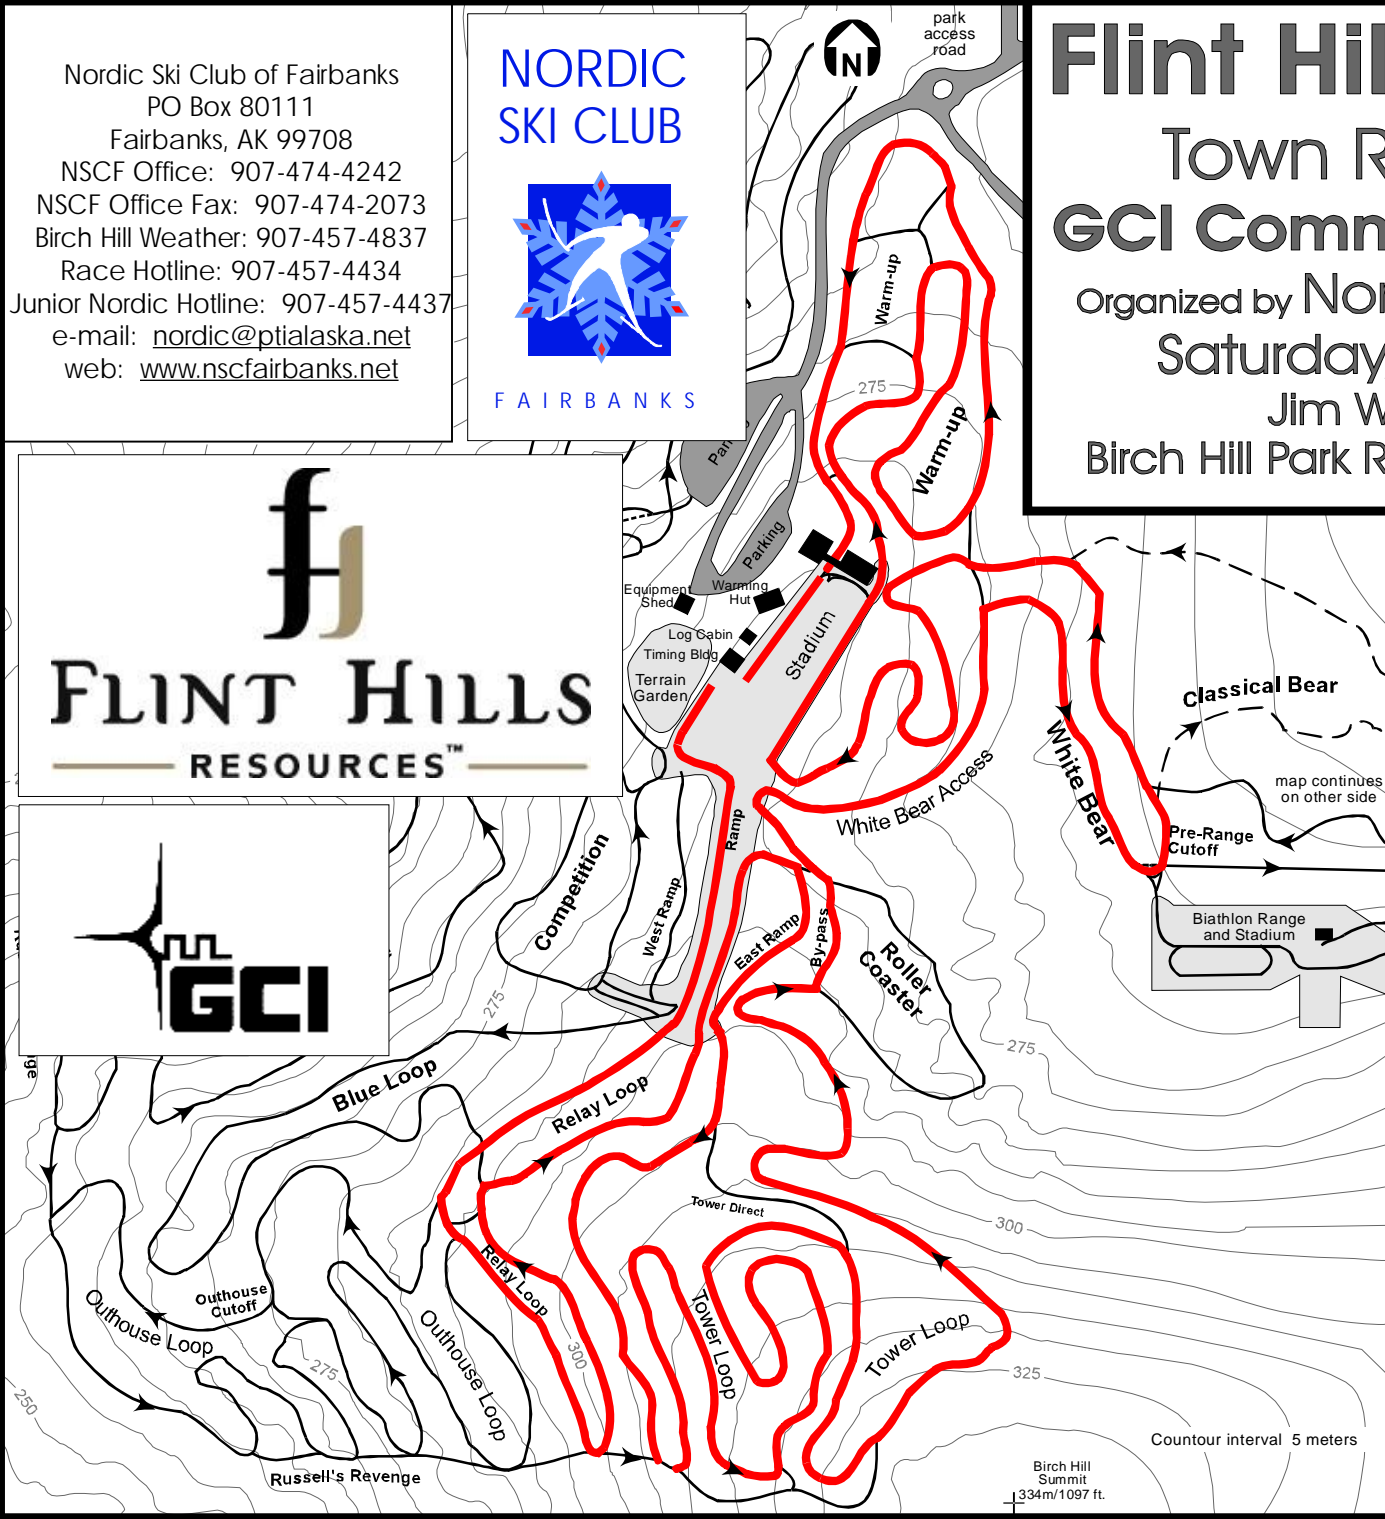 Nordic Ski Club of Fairbanks
PO Box 80111
Fairbanks, AK 99708
NSCF Office:  907-474-4242
NSCF Office Fax:  907-474-2073
Birch Hill Weather: 907-457-4837
Race Hotline: 907-457-4434
Junior Nordic Hotline:  907-457-4437
e-mail:  nordic@ptialaska.net
web:  www.nscfairbanks.net
NORDIC
SKI CLUB
FAIRBANKS
N
park
access
road
Flint Hil
Town R
GCI Comm
Organized by Nor
Saturday
Jim W
Birch Hill Park R
FLINT HILLS
RESOURCES™
GCI
Warm-up
275
Warm-up
Parking
Equipment
Shed
Warming
Hut
Log Cabin
Timing Bldg
Terrain
Garden
Stadium
Classical Bear
map continues
on other side
White Bear
White Bear Access
Pre-Range
Cutoff
Ramp
Competition
West Ramp
East Ramp
By-pass
Roller
Coaster
Biathlon Range
and Stadium
275
275
nge
Blue Loop
Relay Loop
Tower Direct
300
Relay Loop
Outhouse
Cutoff
Outhouse Loop
Outhouse Loop
275
300
Tower Loop
Tower Loop
325
250
Countour interval  5 meters
Russell's Revenge
Birch Hill
Summit
334m/1097 ft.